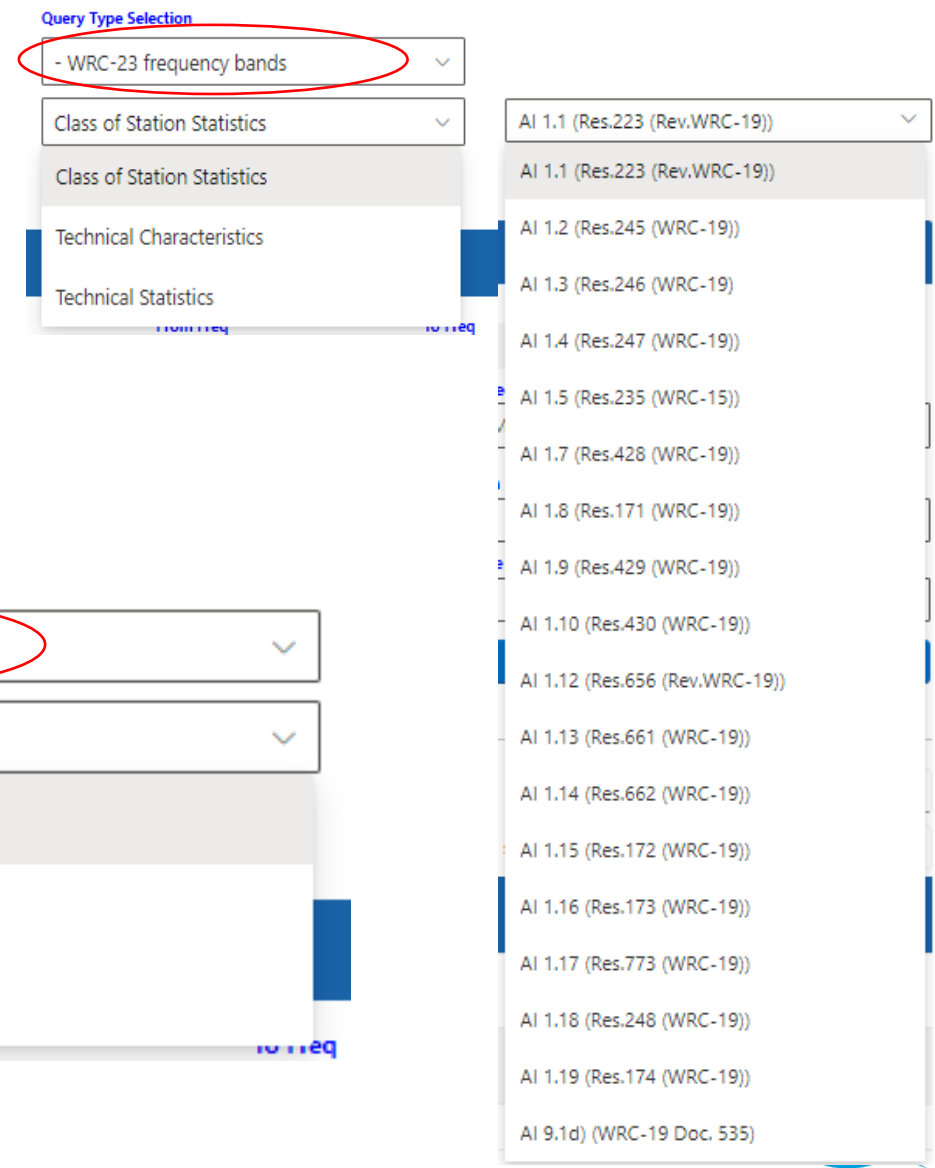 Query Type Selection
- WRC-23 frequency bands
Class of Station Statistics
Class of Station Statistics
Technical Characteristics
Technical Statistics
From Freq
To Freq
AI 1.1 (Res.223 (Rev.WRC-19))
AI 1.1 (Res.223 (Rev.WRC-19))
AI 1.2 (Res.245 (WRC-19))
AI 1.3 (Res.246 (WRC-19)
AI 1.4 (Res.247 (WRC-19))
AI 1.5 (Res.235 (WRC-15))
AI 1.7 (Res.428 (WRC-19))
AI 1.8 (Res.171 (WRC-19))
AI 1.9 (Res.429 (WRC-19))
AI 1.10 (Res.430 (WRC-19))
AI 1.12 (Res.656 (Rev.WRC-19))
AI 1.13 (Res.661 (WRC-19))
AI 1.14 (Res.662 (WRC-19))
AI 1.15 (Res.172 (WRC-19))
AI 1.16 (Res.173 (WRC-19))
AI 1.17 (Res.773 (WRC-19))
AI 1.18 (Res.248 (WRC-19))
AI 1.19 (Res.174 (WRC-19))
AI 9.1d) (WRC-19 Doc. 535)
To Freq